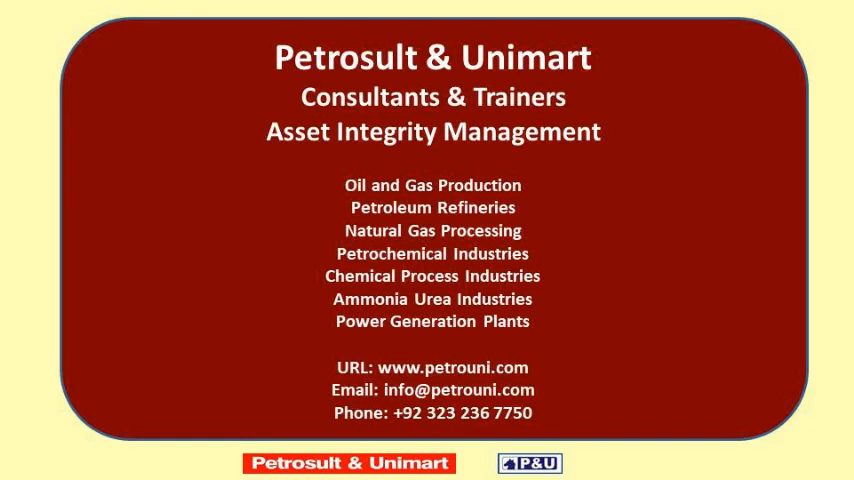 Petrosult & Unimart
Consultants & Trainers
Asset Integrity Management
Oil and Gas Production
Petroleum Refineries
Natural Gas Processing
Petrochemical Industries
Chemical Process Industries
Ammonia Urea Industries
Power Generation Plants
URL: www.petrouni.com
Email: info@petrouni.com
Phone: +92 323 236 7750
Petrosult & Unimart
P&U